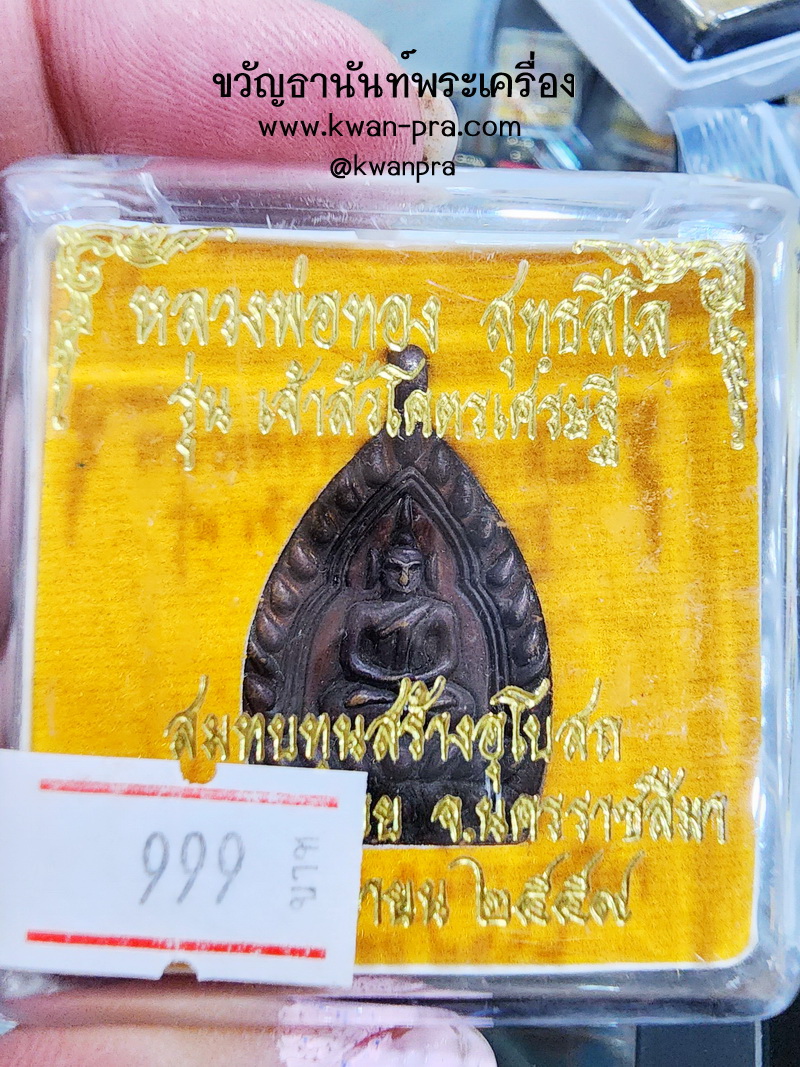 ขวัญธานันท์พระเครื่อง
www.kwan-pra.com
@kwanpra
หลวงพ่อทอง สุทธสีโล
รุ่น เจ้าสัวโคตรเศรษฐี
สมทบทุนสร้างอุโบสถ
จ.นครราชสีมา
๒๕๕๗
999 บาท